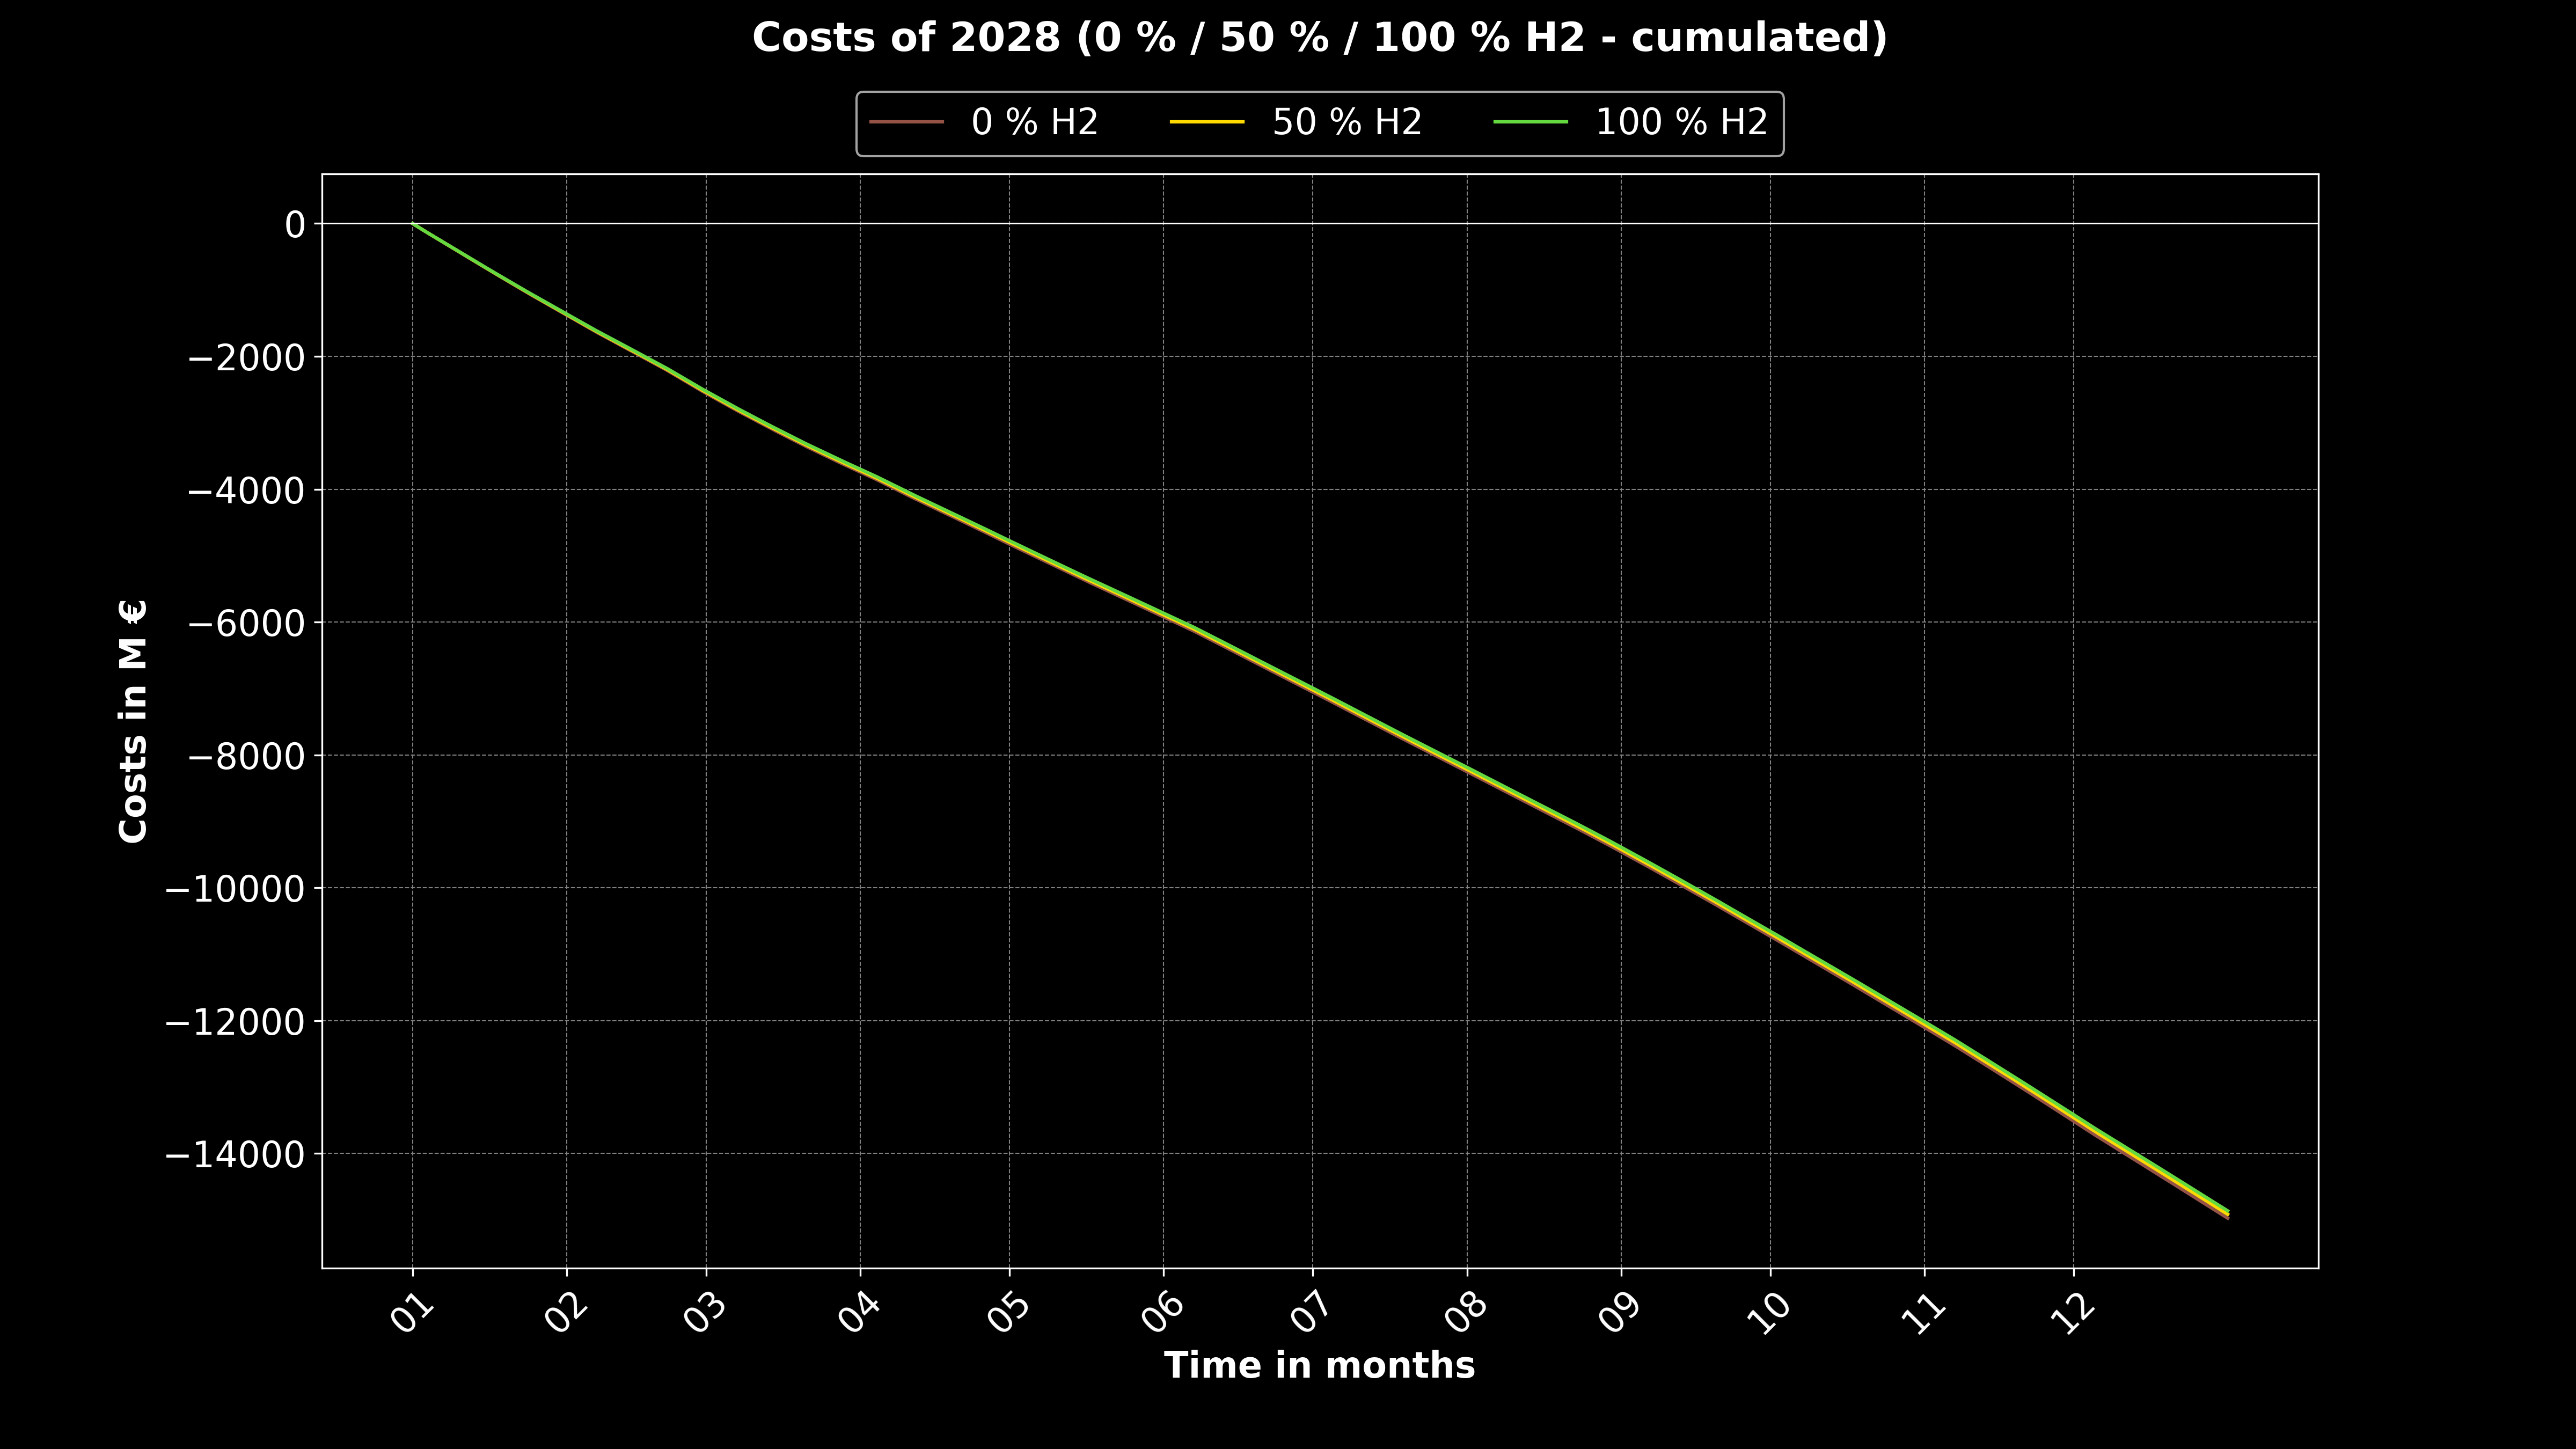 Costs of 2028 (0 % / 50 % / 100 % H2 - cumulated)
0 % H2 50 % H2 100 % H2
0
−2000
−4000
−6000
−8000
−10000
−12000
−14000
Costs in M €
01 02 03 04 05 06 07 08 09 10 11 12
Time in months